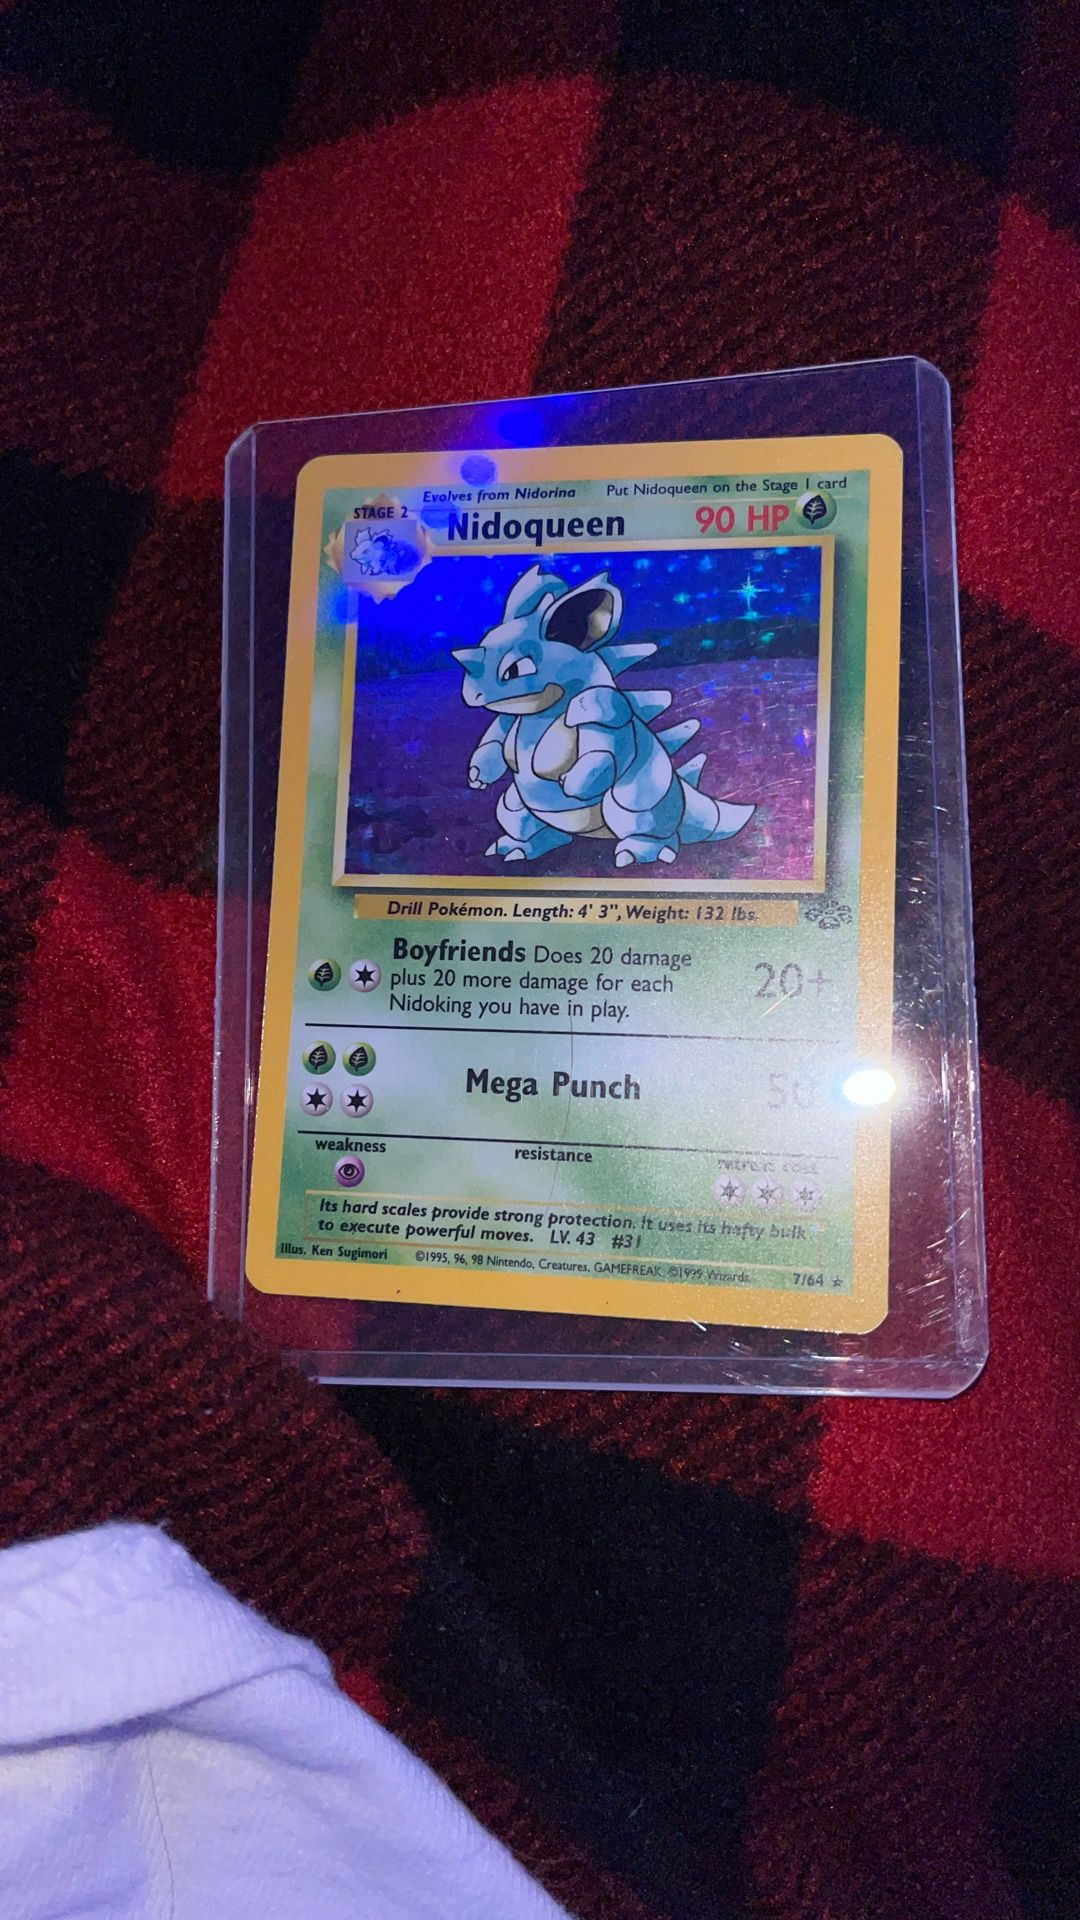 Evolves from Nidorina Put Nidoqueen on the Stage 1 card
STAGE 2
Nidoqueen 90 HP
Drill Pokémon. Length: 4' 3", Weight: 132 lbs.
Boyfriends Does 20 damage
plus 20 more damage for each 20+
Nidoking you have in play.
Mega Punch 50
weakness resistance retreat cost
Its hard scales provide strong protection. It uses its hefty bulk
to execute powerful moves. LV. 43 #31
Illus. Ken Sugimori ©1995, 96, 98 Nintendo, Creatures, GAMEFREAK. ©1999 Wizards. 7/64